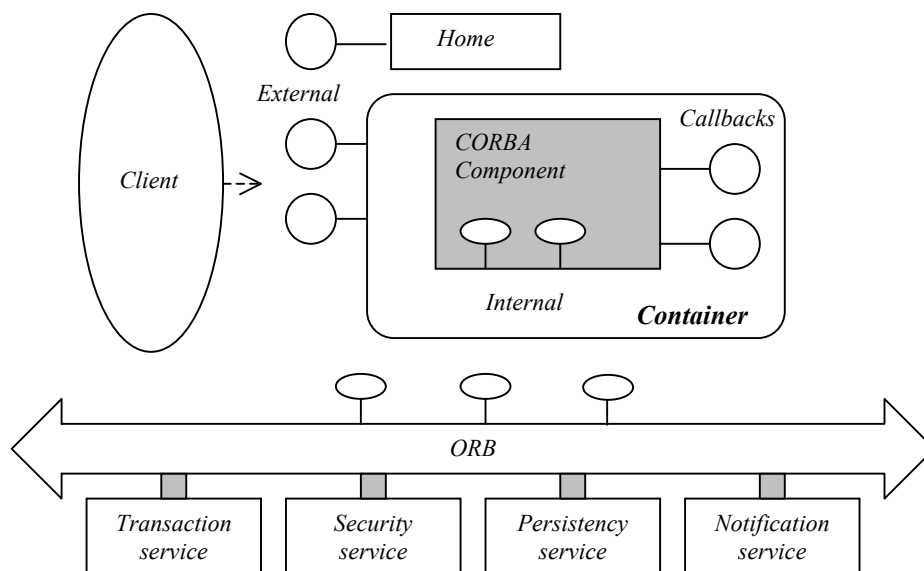 Home
External
Callbacks
CORBA
Component
Client
Internal
Container
ORB
Transaction
service
Security
service
Persistency
service
Notification
service